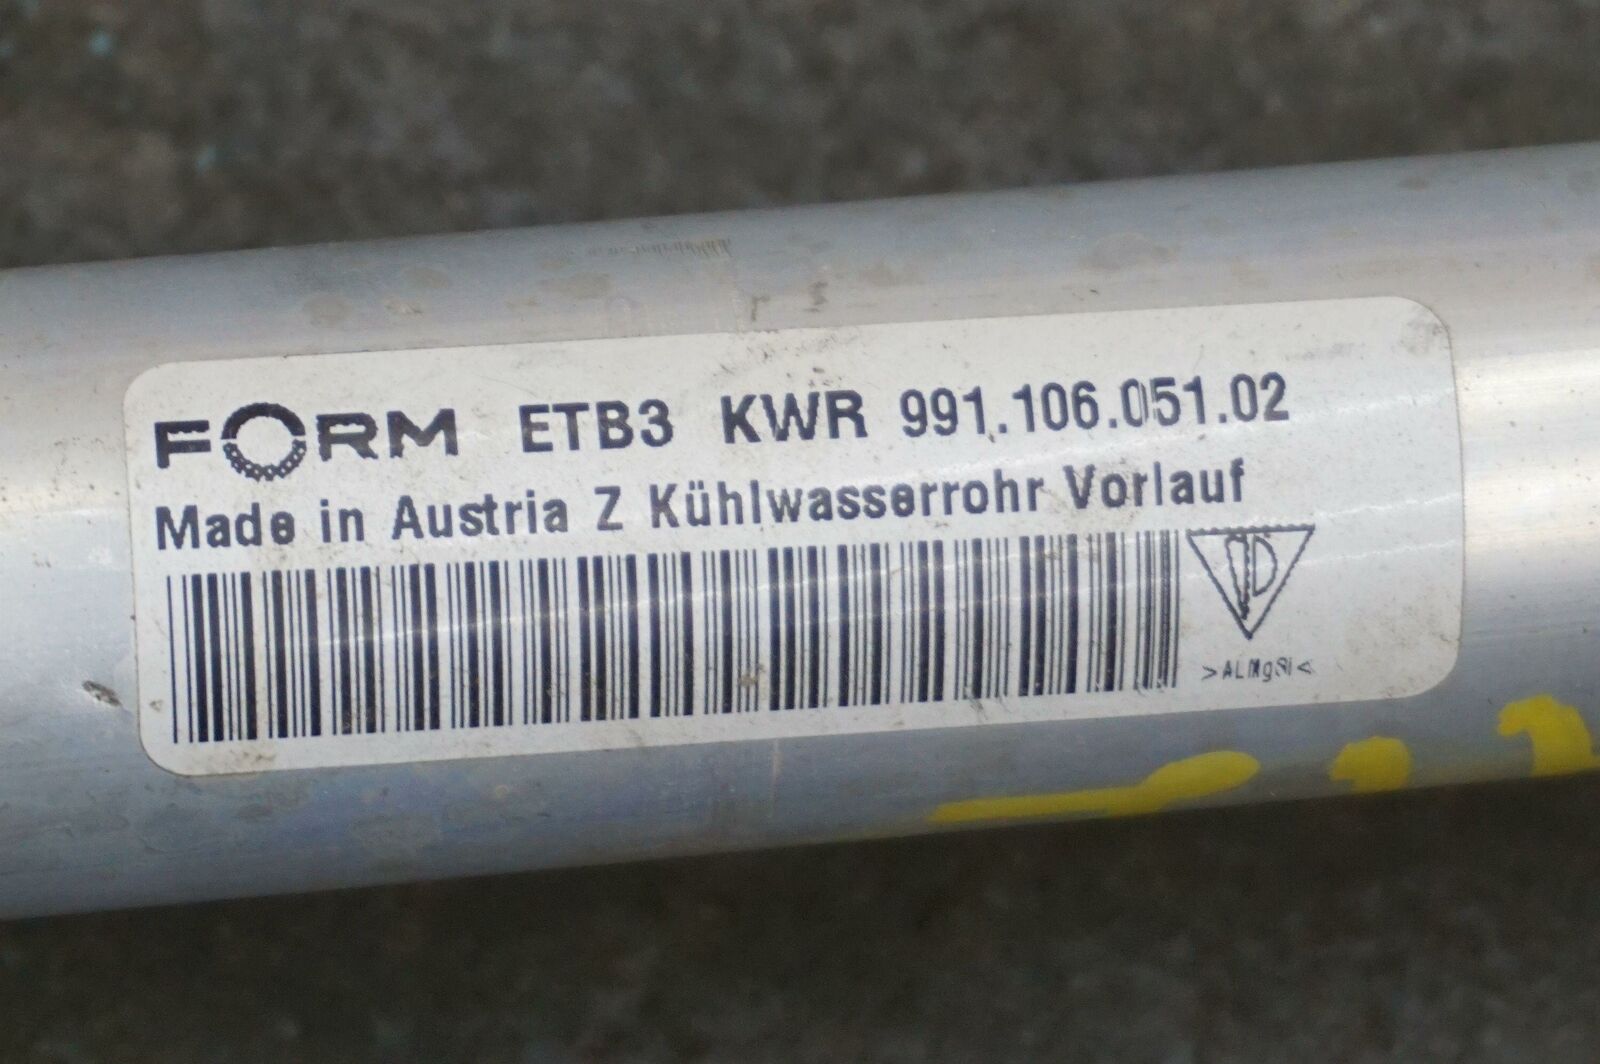 FORM ETB3 KWR 991.106.051.02
Made in Austria Z Kühlwasserrohr Vorlauf
>ALMgSi<